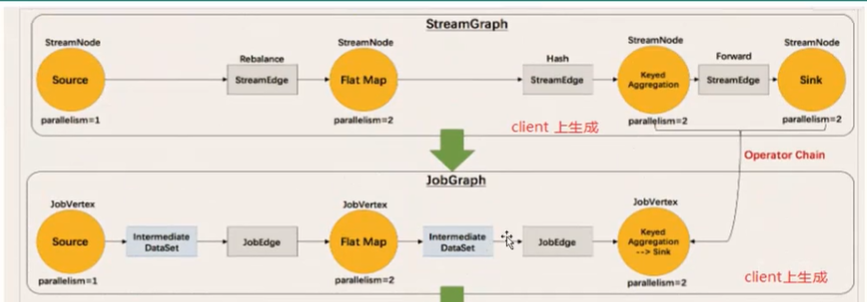 StreamGraph
StreamNode
StreamNode
StreamNode
StreamNode
Rebalance
Hash
Forward
Source
StreamEdge
Flat Map
StreamEdge
Keyed
Aggregation
StreamEdge
Sink
parallelism=1
parallelism=2
parallelism=2
parallelism=2
client 上生成
Operator Chain
JobGraph
JobVertex
JobVertex
JobVertex
Source
Intermediate
DataSet
JobEdge
Flat Map
Intermediate
DataSet
JobEdge
Keyed
Aggregation
--> Sink
parallelism=1
parallelism=2
parallelism=2
client上生成